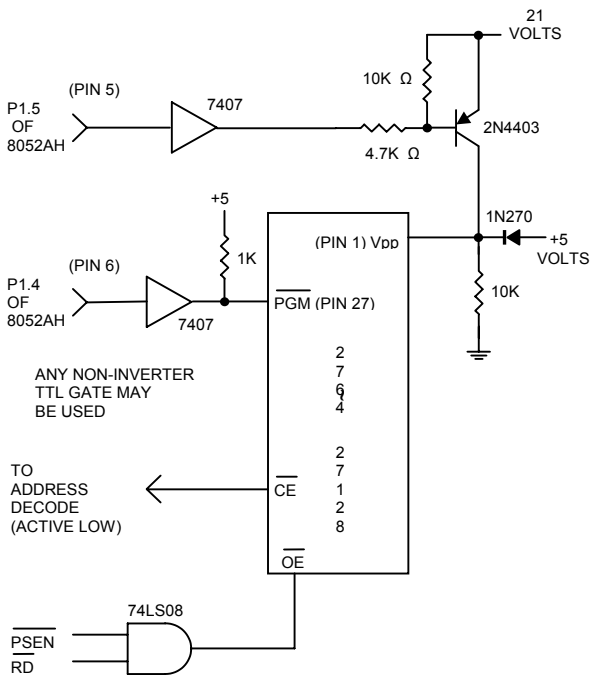 21
VOLTS
10K Ω
(PIN 5)
7407
P1.5
OF
8052AH
2N4403
4.7K Ω
+5
1N270
(PIN 1) Vpp
+5
VOLTS
1K
(PIN 6)
P1.4
OF
8052AH
10K
PGM (PIN 27)
7407
2
7
6
4
ANY NON-INVERTER
TTL GATE MAY
BE USED
2
7
1
2
8
TO
ADDRESS
DECODE
(ACTIVE LOW)
CE
OE
74LS08
PSEN
RD